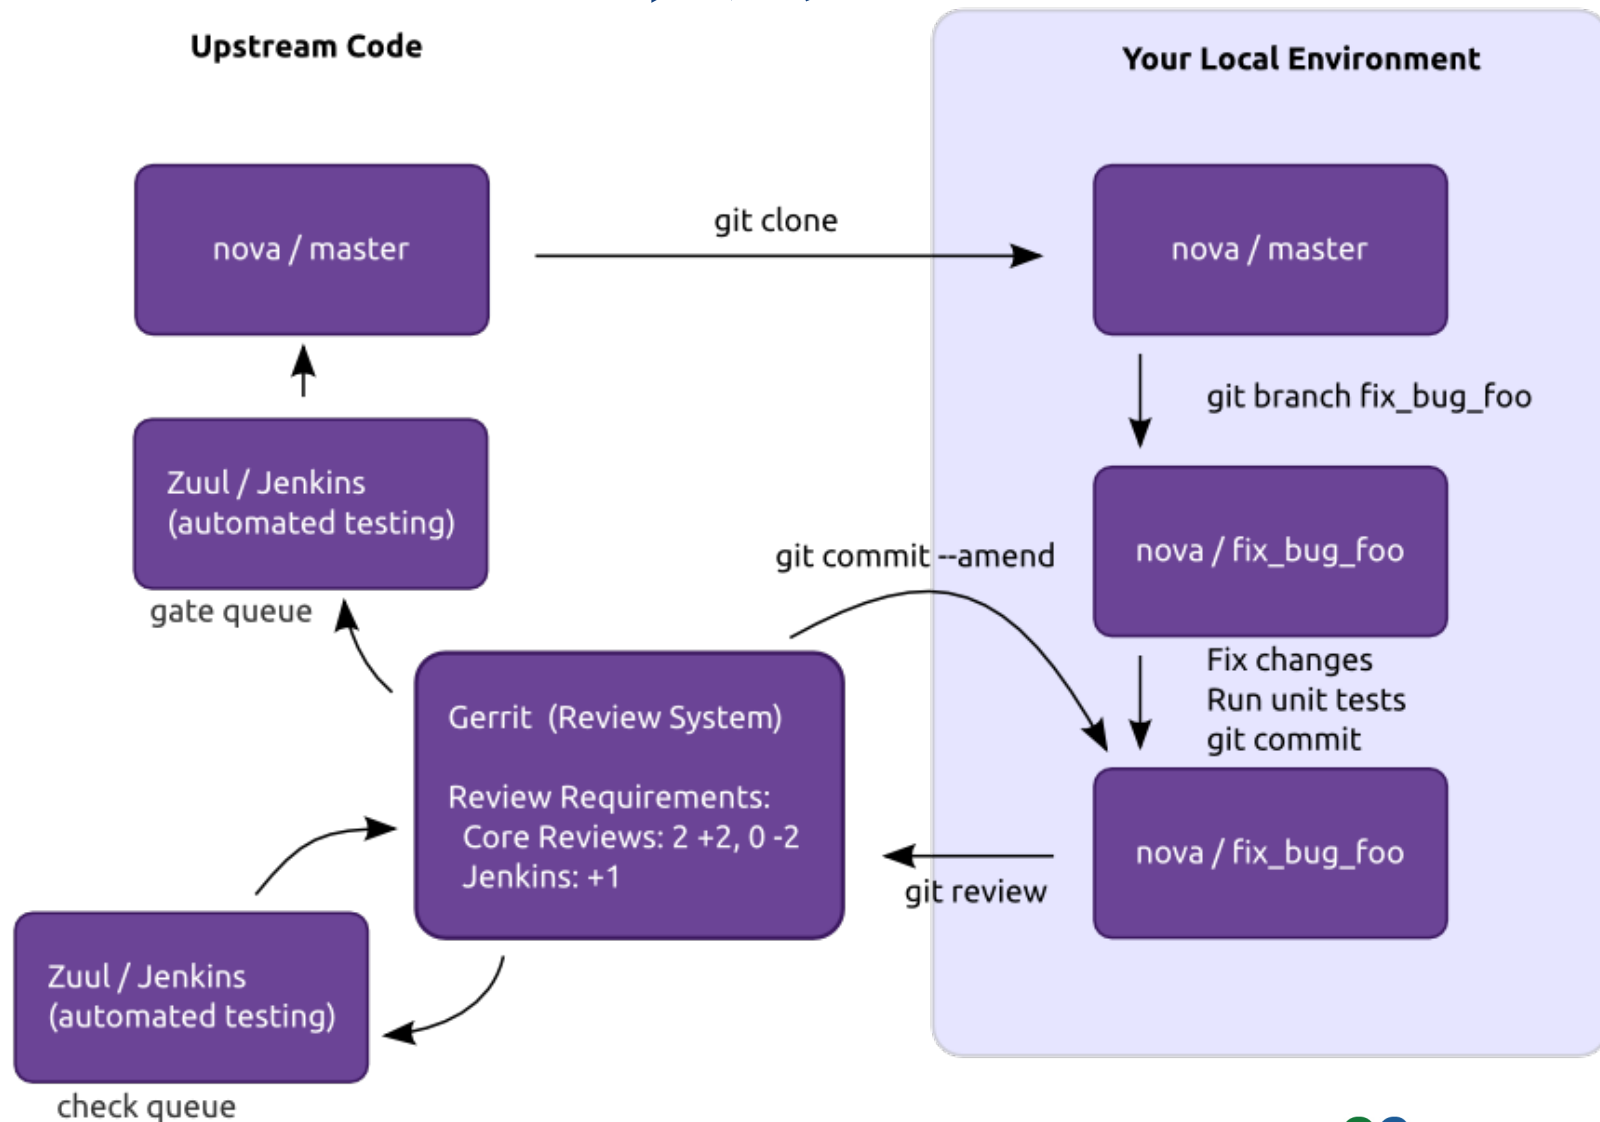 Upstream Code
Your Local Environment
nova / master
git clone
nova / master
git branch fix_bug_foo
Zuul / Jenkins
(automated testing)
gate queue
nova / fix_bug_foo
git commit --amend
Fix changes
Run unit tests
git commit
Gerrit (Review System)
Review Requirements:
Core Reviews: 2 +2, 0 -2
Jenkins: +1
nova / fix_bug_foo
git review
Zuul / Jenkins
(automated testing)
check queue